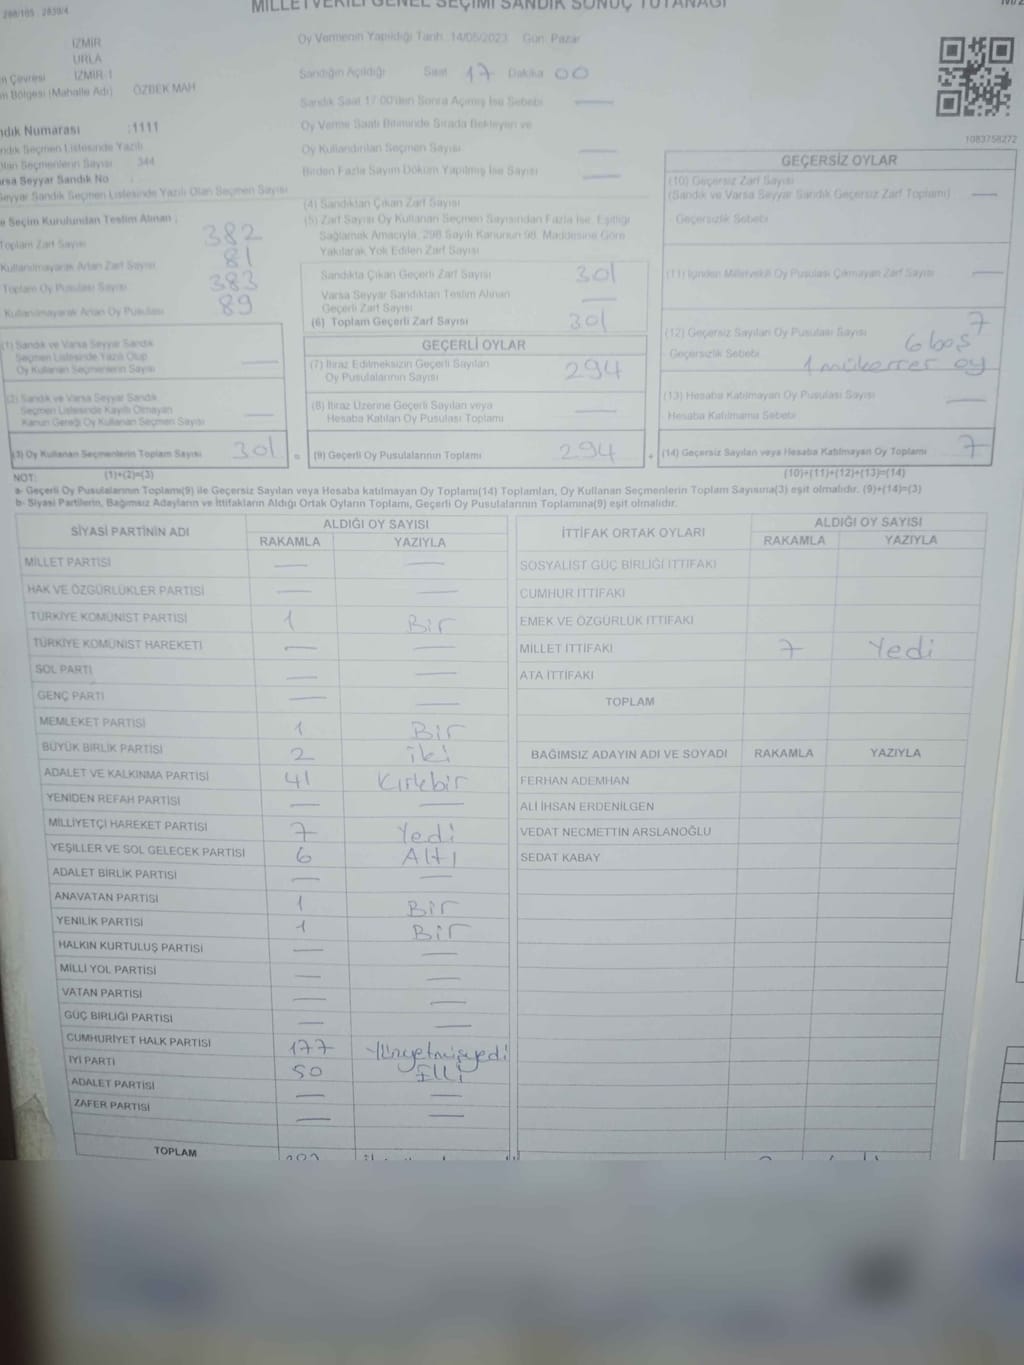 288/105 : 2839/4
MİLLETVEKİLİ GENEL SEÇİMİ SANDIK SONUÇ TUTANAĞI
İZMİR
URLA
n Çevresi İZMİR-1
m Bölgesi (Mahalle Adı) ÖZBEK MAH
ndık Numarası :1111
ndık Seçmen Listesinde Yazılı
olan Seçmenlerin Sayısı 344
arsa Seyyar Sandık No :
Seyyar Sandık Seçmen Listesinde Yazılı Olan Seçmen Sayısı
e Seçim Kurulundan Teslim Alınan ;
Toplam Zarf Sayısı 382
Kullanılmayarak Artan Zarf Sayısı 81
Toplam Oy Pusulası Sayısı 383
Kullanılmayarak Artan Oy Pusulası 89
(1) Sandık ve Varsa Seyyar Sandık
Seçmen Listesinde Yazılı Olup
Oy Kullanan Seçmenlerin Sayısı —
(2) Sandık ve Varsa Seyyar Sandık
Seçmen Listesinde Kayıtlı Olmayan
Kanun Gereği Oy Kullanan Seçmen Sayısı —
(3) Oy Kullanan Seçmenlerin Toplam Sayısı 301 =
Oy Vermenin Yapıldığı Tarih :14/05/2023 Gün: Pazar
Sandığın Açıldığı Saat 17 Dakika 00
Sandık Saat 17:00'den Sonra Açılmış İse Sebebi —
Oy Verme Saati Bitiminde Sırada Bekleyen ve
Oy Kullandırılan Seçmen Sayısı —
Birden Fazla Sayım Döküm Yapılmış İse Sayısı —
(4) Sandıktan Çıkan Zarf Sayısı
(5) Zarf Sayısı Oy Kullanan Seçmen Sayısından Fazla İse, Eşitliği
Sağlamak Amacıyla, 298 Sayılı Kanunun 98. Maddesine Göre
Yakılarak Yok Edilen Zarf Sayısı
Sandıkta Çıkan Geçerli Zarf Sayısı 301
Varsa Seyyar Sandıktan Teslim Alınan
Geçerli Zarf Sayısı —
(6) Toplam Geçerli Zarf Sayısı 301
GEÇERLİ OYLAR
(7) İtiraz Edilmeksizin Geçerli Sayılan
Oy Pusulalarının Sayısı 294
(8) İtiraz Üzerine Geçerli Sayılan veya
Hesaba Katılan Oy Pusulası Toplamı —
(9) Geçerli Oy Pusulalarının Toplamı 294 +
1083758272
GEÇERSİZ OYLAR
(10) Geçersiz Zarf Sayısı
(Sandık ve Varsa Seyyar Sandık Geçersiz Zarf Toplamı) —
Geçersizlik Sebebi
(11) İçinden Milletvekili Oy Pusulası Çıkmayan Zarf Sayısı —
(12) Geçersiz Sayılan Oy Pusulası Sayısı 7
Geçersizlik Sebebi 6 boş
1 mükerrer oy
(13) Hesaba Katılmayan Oy Pusulası Sayısı —
Hesaba Katılmama Sebebi
(14) Geçersiz Sayılan veya Hesaba Katılmayan Oy Toplamı 7
NOT: (1)+(2)=(3) (10)+(11)+(12)+(13)=(14)
a- Geçerli Oy Pusulalarının Toplamı(9) ile Geçersiz Sayılan veya Hesaba katılmayan Oy Toplamı(14) Toplamları, Oy Kullanan Seçmenlerin Toplam Sayısına(3) eşit olmalıdır. (9)+(14)=(3)
b- Siyasi Partilerin, Bağımsız Adayların ve İttifakların Aldığı Ortak Oyların Toplamı, Geçerli Oy Pusulalarının Toplamına(9) eşit olmalıdır.
SİYASİ PARTİNİN ADI ALDIĞI OY SAYISI
RAKAMLA YAZIYLA
MİLLET PARTİSİ — —
HAK VE ÖZGÜRLÜKLER PARTİSİ — —
TÜRKİYE KOMÜNİST PARTİSİ 1 Bir
TÜRKİYE KOMÜNİST HAREKETİ — —
SOL PARTİ — —
GENÇ PARTİ — —
MEMLEKET PARTİSİ 1 Bir
BÜYÜK BİRLİK PARTİSİ 2 iki
ADALET VE KALKINMA PARTİSİ 41 Kırkbir
YENİDEN REFAH PARTİSİ — —
MİLLİYETÇİ HAREKET PARTİSİ 7 Yedi
YEŞİLLER VE SOL GELECEK PARTİSİ 6 Altı
ADALET BİRLİK PARTİSİ — —
ANAVATAN PARTİSİ 1 Bir
YENİLİK PARTİSİ 1 Bir
HALKIN KURTULUŞ PARTİSİ — —
MİLLİ YOL PARTİSİ — —
VATAN PARTİSİ — —
GÜÇ BİRLİĞİ PARTİSİ — —
CUMHURİYET HALK PARTİSİ 177 Yüzyetmişyedi
İYİ PARTİ 50 Elli
ADALET PARTİSİ — —
ZAFER PARTİSİ — —
TOPLAM
İTTİFAK ORTAK OYLARI ALDIĞI OY SAYISI
RAKAMLA YAZIYLA
SOSYALİST GÜÇ BİRLİĞİ İTTİFAKI
CUMHUR İTTİFAKI
EMEK VE ÖZGÜRLÜK İTTİFAKI
MİLLET İTTİFAKI 7 Yedi
ATA İTTİFAKI
TOPLAM
BAĞIMSIZ ADAYIN ADI VE SOYADI RAKAMLA YAZIYLA
FERHAN ADEMHAN
ALİ İHSAN ERDENİLGEN
VEDAT NECMETTİN ARSLANOĞLU
SEDAT KABAY